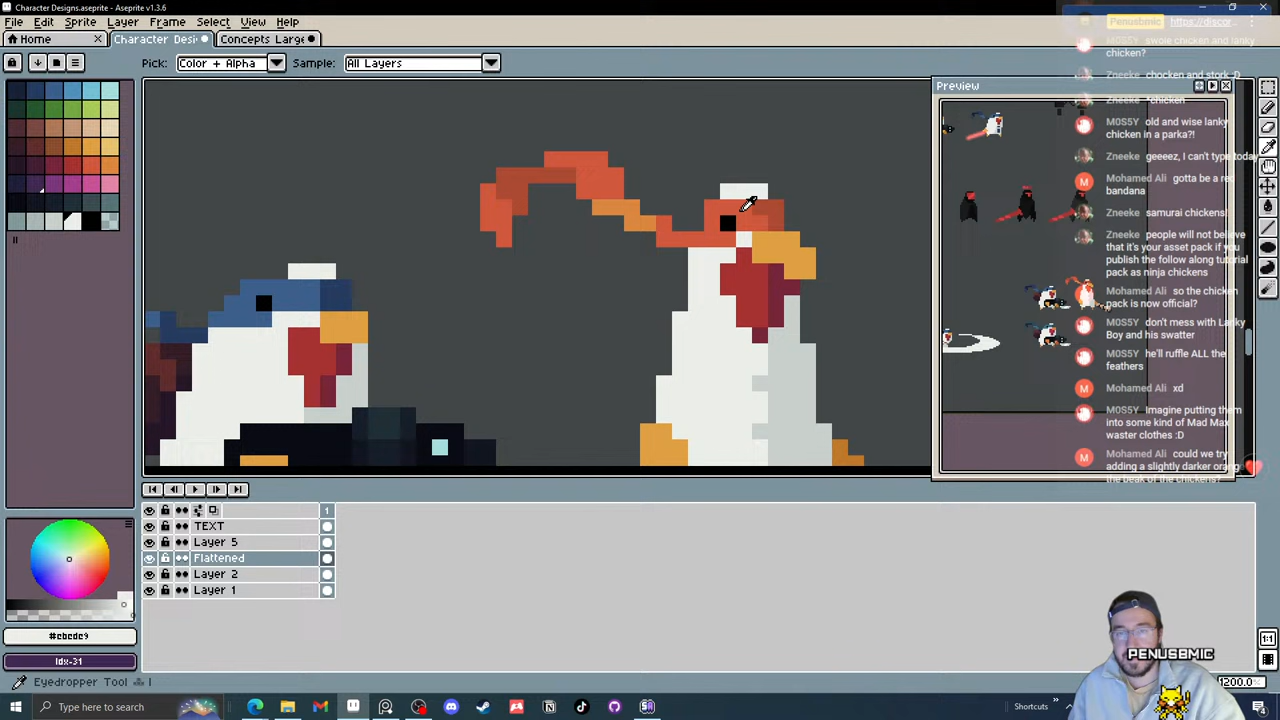 Character Designs.aseprite - Aseprite v1.3.6
File Edit Sprite Layer Frame Select View Help
Home Character Desi Concepts Large
Pick: Color + Alpha Sample: All Layers
Preview
Penusbmic https://discor...
M0S5Y swole chicken and lanky
chicken?
Zneeke chocken and stork :D
Zneeke *chicken
M0S5Y old and wise lanky
chicken in a parka?!
Zneeke geeeez, I can't type today
Mohamed Ali gotta be a red
bandana
Zneeke samurai chickens!
Zneeke people will not believe
that it's your asset pack if you
publish the follow along tutorial
pack as ninja chickens
Mohamed Ali so the chicken
pack is now official?
M0S5Y don't mess with Lanky
Boy and his swatter
M0S5Y he'll ruffle ALL the
feathers
Mohamed Ali xd
M0S5Y Imagine putting them
into some kind of Mad Max
waster clothes :D
Mohamed Ali could we try
adding a slightly darker orang
the beak of the chickens?
1
TEXT
Layer 5
Flattened
Layer 2
Layer 1
#ebede9
Idx-31
PENUSBMIC
Eyedropper Tool
1:1
1200.0
Type here to search
Shortcuts